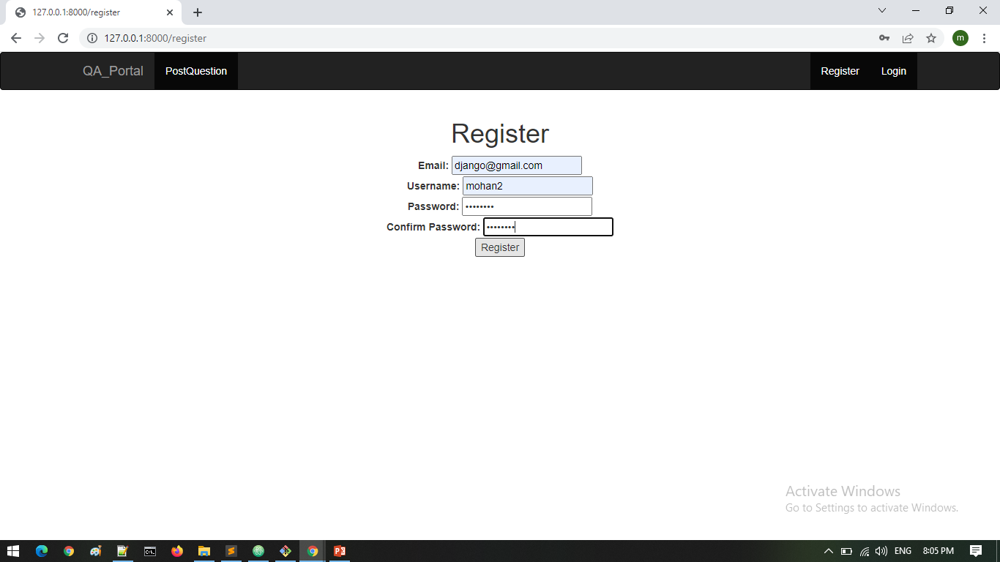 127.0.0.1:8000/register
127.0.0.1:8000/register
m
QA_Portal PostQuestion Register Login
Register
Email: django@gmail.com
Username: mohan2
Password: ••••••••
Confirm Password: ••••••••
Register
Activate Windows
Go to Settings to activate Windows.
ENG 8:05 PM